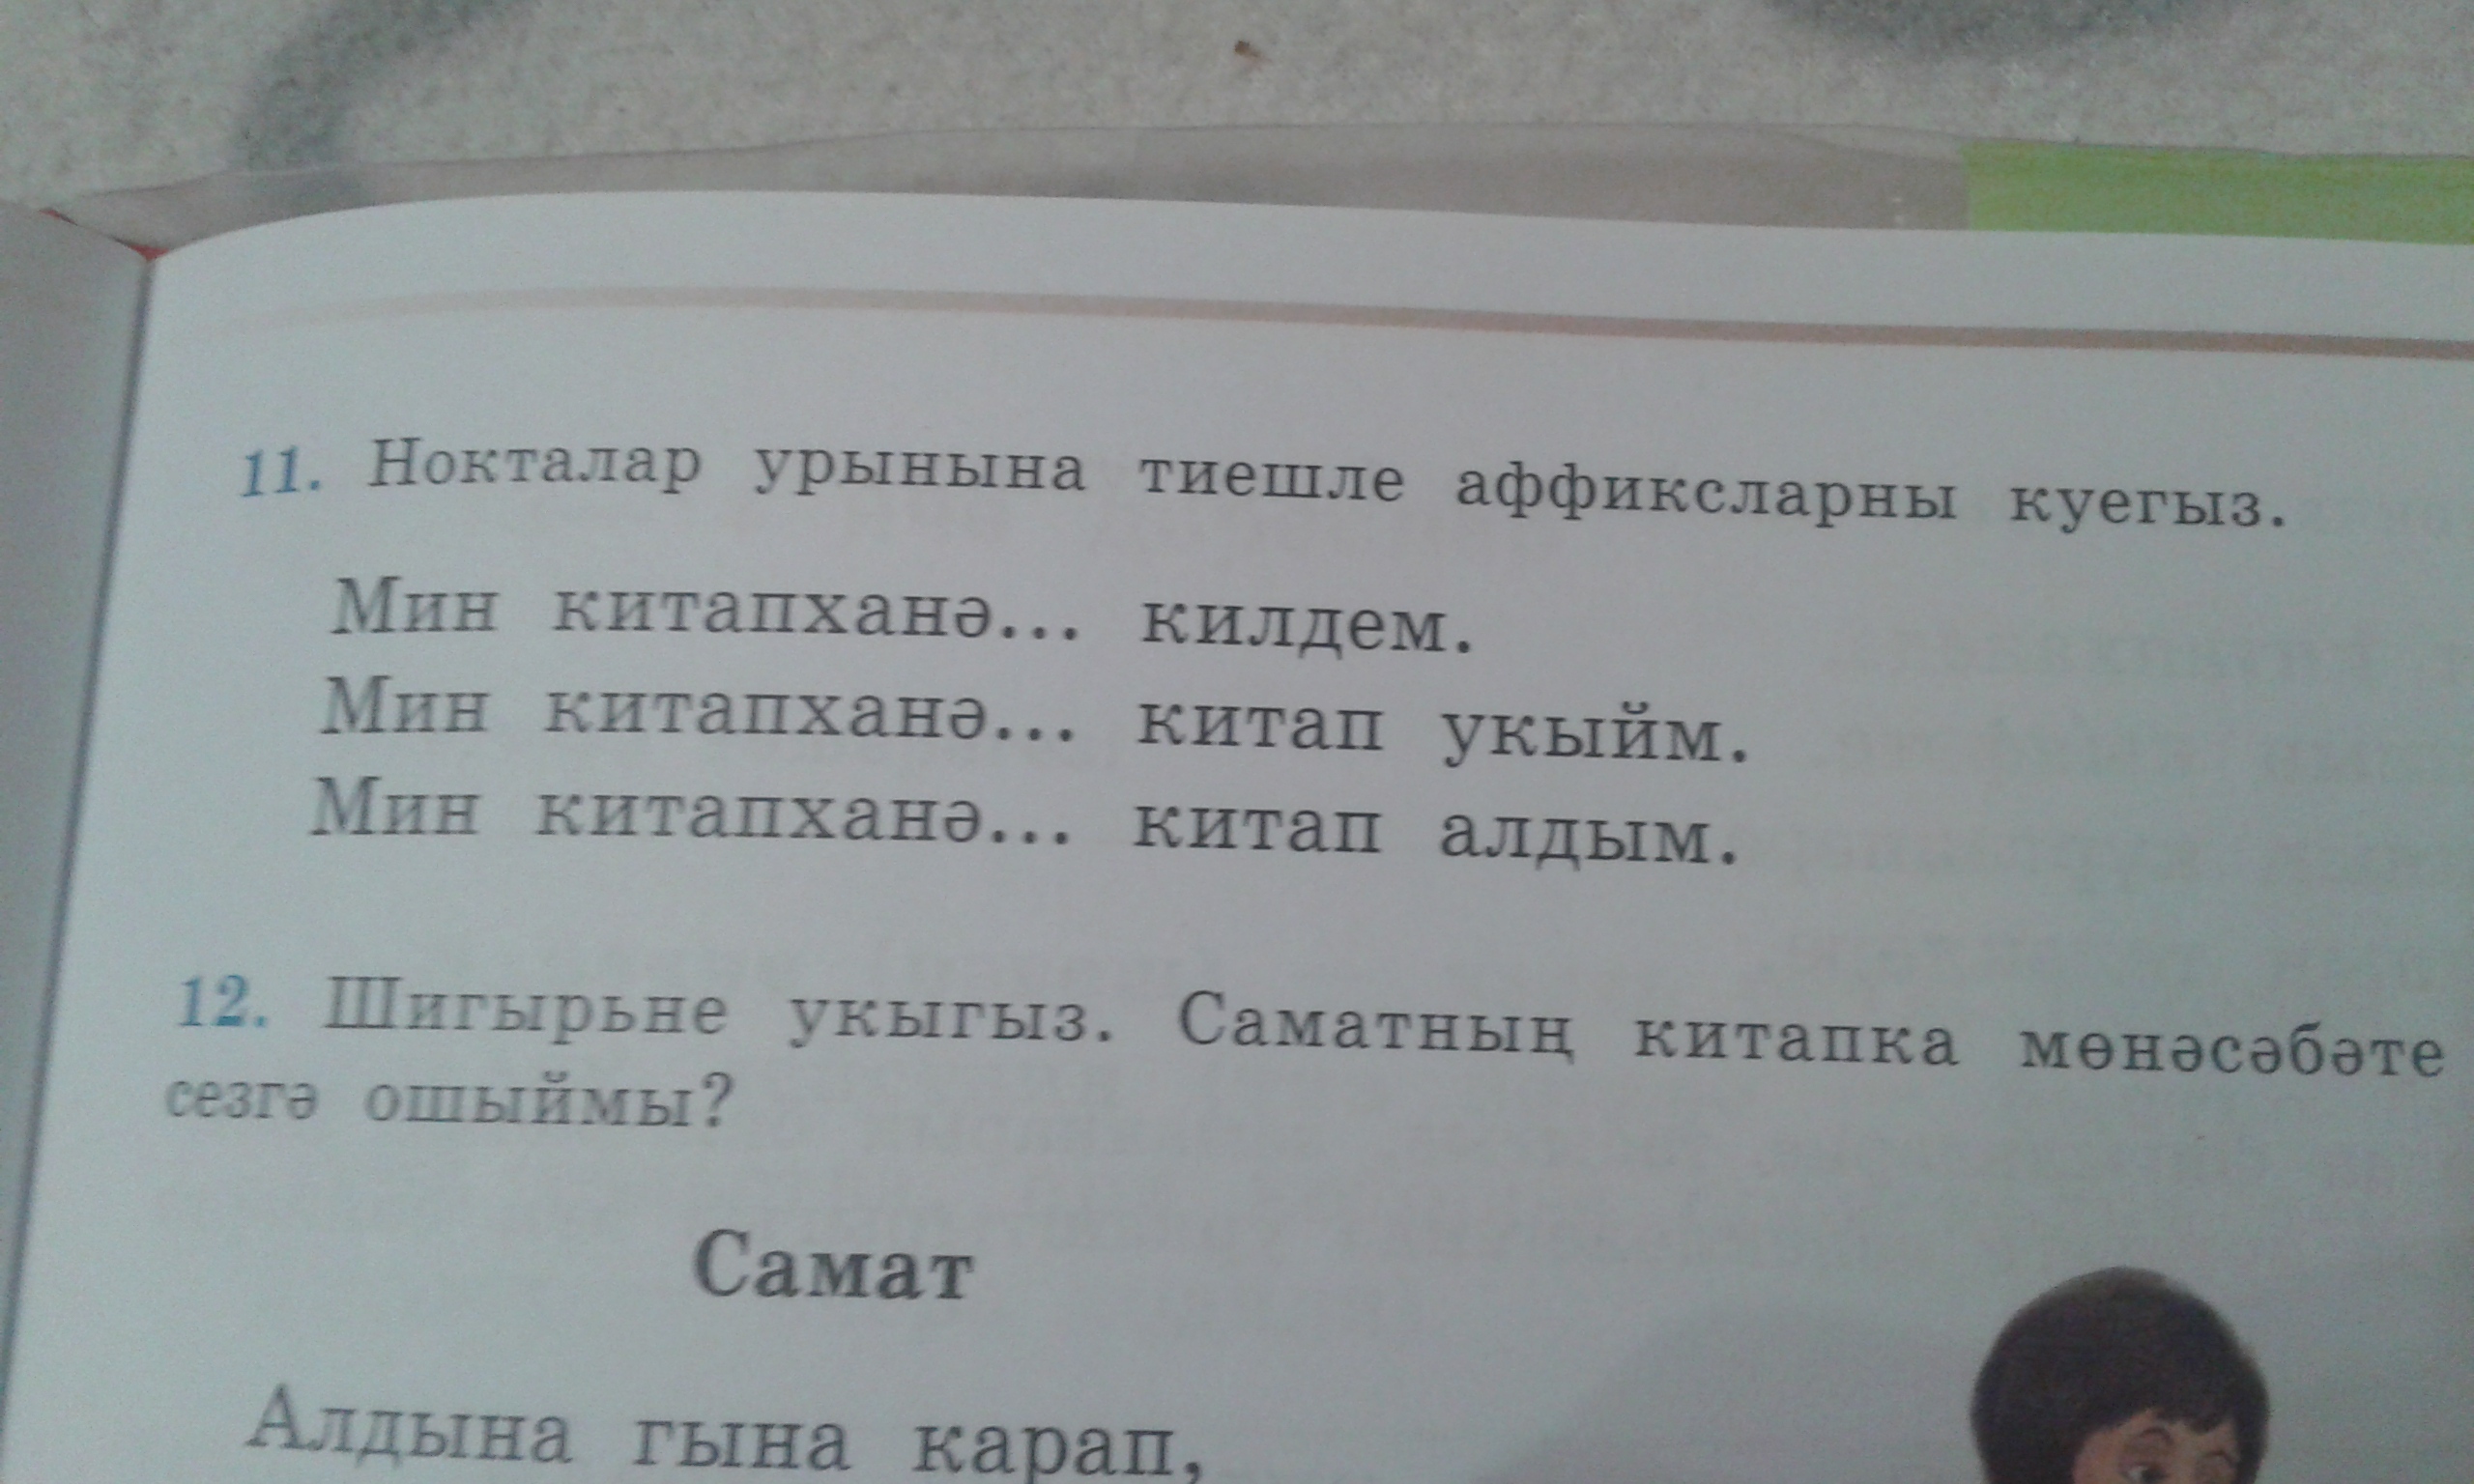 11. Нокталар урынына тиешле аффиксларны куегыз.
Мин китапханә... килдем.
Мин китапханә... китап укыйм.
Мин китапханә... китап алдым.
12. Шигырьне укыгыз. Саматның китапка мөнәсәбәте
сезгә ошыймы?
Самат
Алдына гына карап,